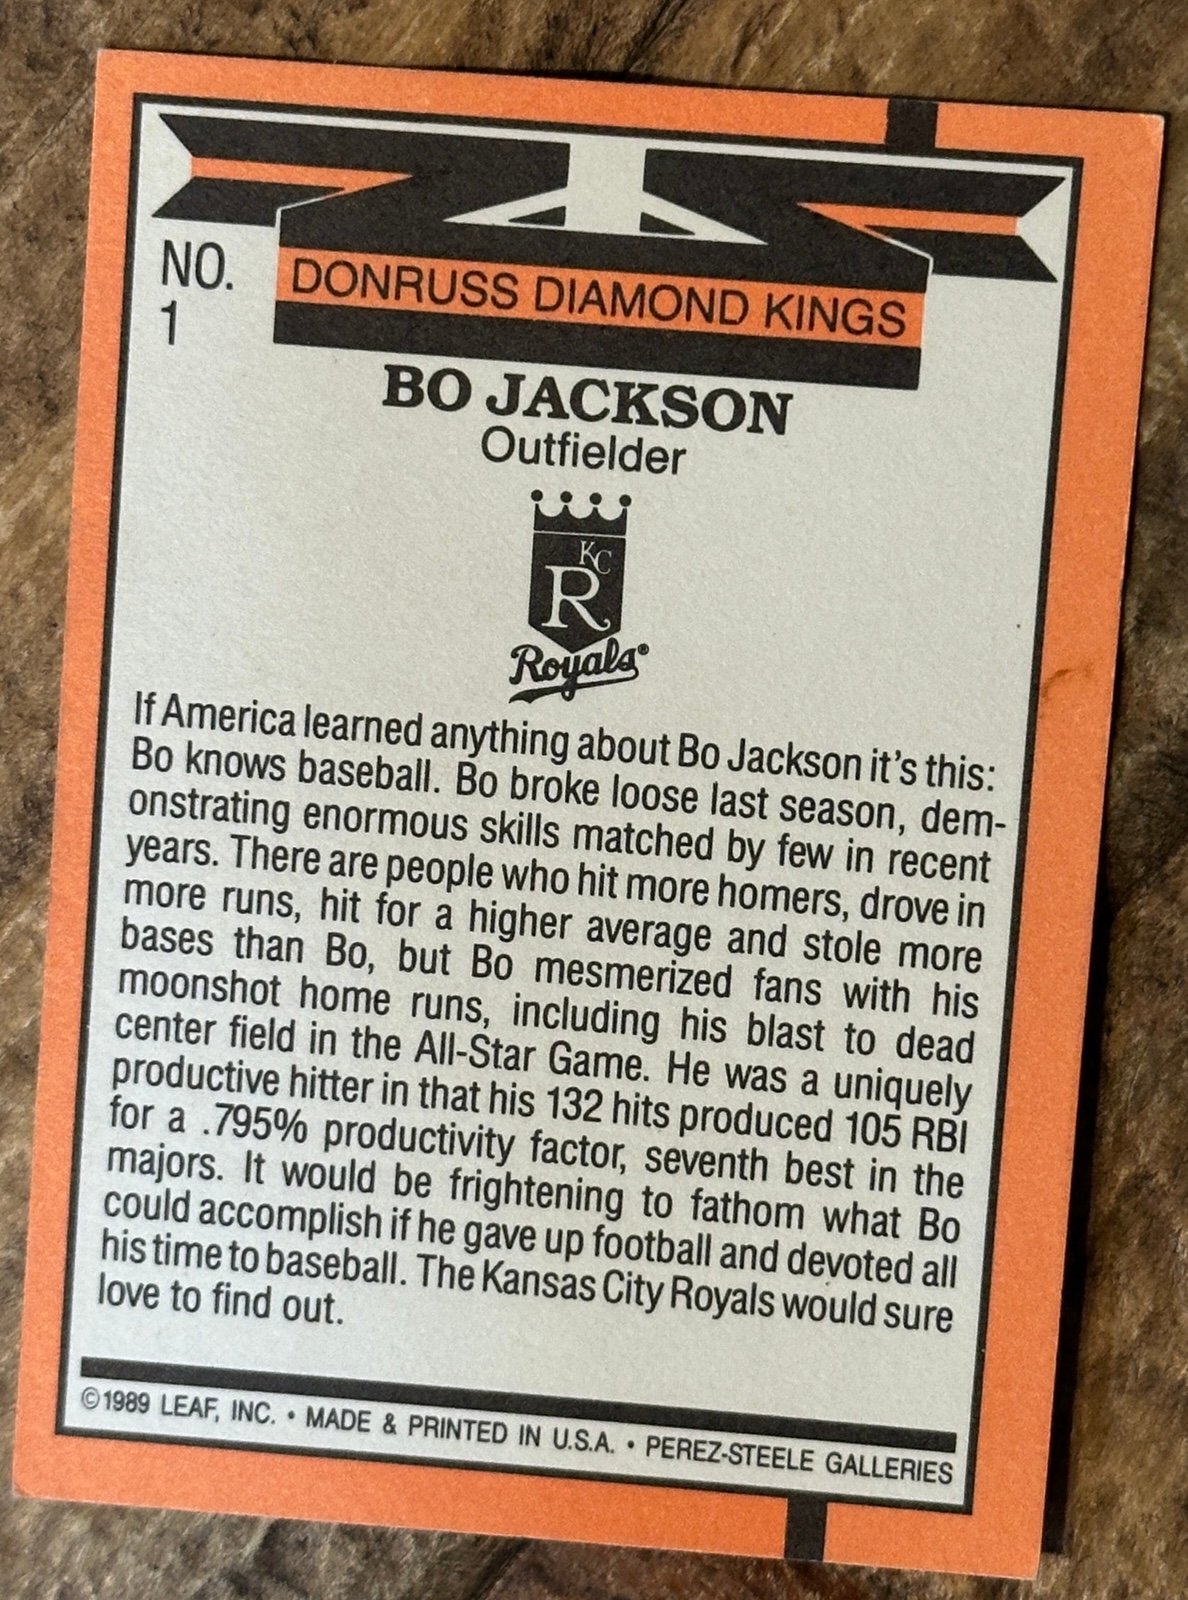 NO.
1
DONRUSS DIAMOND KINGS
BO JACKSON
Outfielder
KC
R
Royals®
If America learned anything about Bo Jackson it's this:
Bo knows baseball. Bo broke loose last season, dem-
onstrating enormous skills matched by few in recent
years. There are people who hit more homers, drove in
more runs, hit for a higher average and stole more
bases than Bo, but Bo mesmerized fans with his
moonshot home runs, including his blast to dead
center field in the All-Star Game. He was a uniquely
productive hitter in that his 132 hits produced 105 RBI
for a .795% productivity factor, seventh best in the
majors. It would be frightening to fathom what Bo
could accomplish if he gave up football and devoted all
his time to baseball. The Kansas City Royals would sure
love to find out.
©1989 LEAF, INC. • MADE & PRINTED IN U.S.A. • PEREZ-STEELE GALLERIES